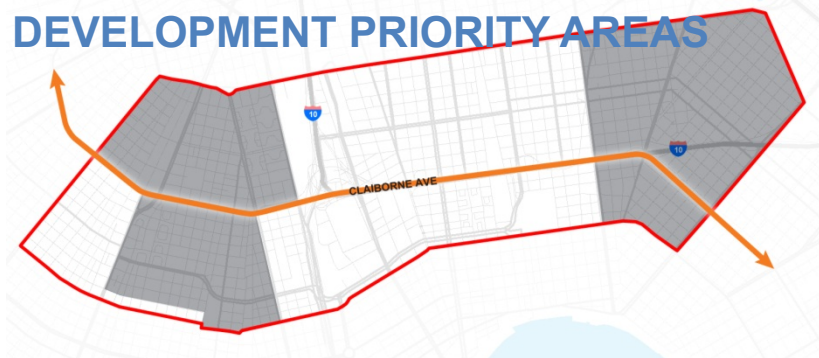 DEVELOPMENT PRIORITY AREAS
10
CLAIBORNE AVE
10